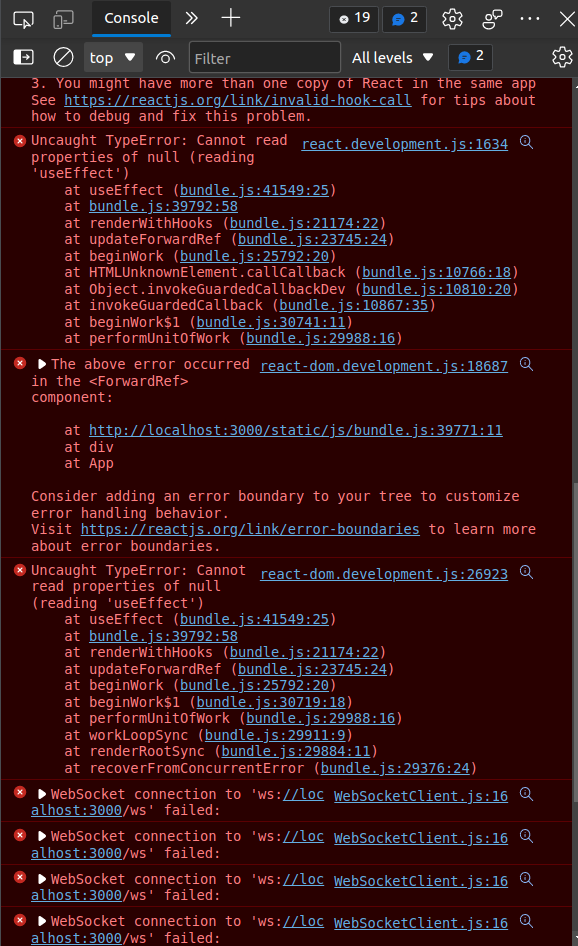 Console
19
2
top
Filter
All levels
2
3. You might have more than one copy of React in the same app
See https://reactjs.org/link/invalid-hook-call for tips about
how to debug and fix this problem.
Uncaught TypeError: Cannot read react.development.js:1634
properties of null (reading
'useEffect')
at useEffect (bundle.js:41549:25)
at bundle.js:39792:58
at renderWithHooks (bundle.js:21174:22)
at updateForwardRef (bundle.js:23745:24)
at beginWork (bundle.js:25792:20)
at HTMLUnknownElement.callCallback (bundle.js:10766:18)
at Object.invokeGuardedCallbackDev (bundle.js:10810:20)
at invokeGuardedCallback (bundle.js:10867:35)
at beginWork$1 (bundle.js:30741:11)
at performUnitOfWork (bundle.js:29988:16)
The above error occurred react-dom.development.js:18687
in the <ForwardRef>
component:
at http://localhost:3000/static/js/bundle.js:39771:11
at div
at App
Consider adding an error boundary to your tree to customize
error handling behavior.
Visit https://reactjs.org/link/error-boundaries to learn more
about error boundaries.
Uncaught TypeError: Cannot react-dom.development.js:26923
read properties of null
(reading 'useEffect')
at useEffect (bundle.js:41549:25)
at bundle.js:39792:58
at renderWithHooks (bundle.js:21174:22)
at updateForwardRef (bundle.js:23745:24)
at beginWork (bundle.js:25792:20)
at beginWork$1 (bundle.js:30719:18)
at performUnitOfWork (bundle.js:29988:16)
at workLoopSync (bundle.js:29911:9)
at renderRootSync (bundle.js:29884:11)
at recoverFromConcurrentError (bundle.js:29376:24)
WebSocket connection to 'ws://loc WebSocketClient.js:16
alhost:3000/ws' failed:
WebSocket connection to 'ws://loc WebSocketClient.js:16
alhost:3000/ws' failed:
WebSocket connection to 'ws://loc WebSocketClient.js:16
alhost:3000/ws' failed:
WebSocket connection to 'ws://loc WebSocketClient.js:16
alhost:3000/ws' failed: